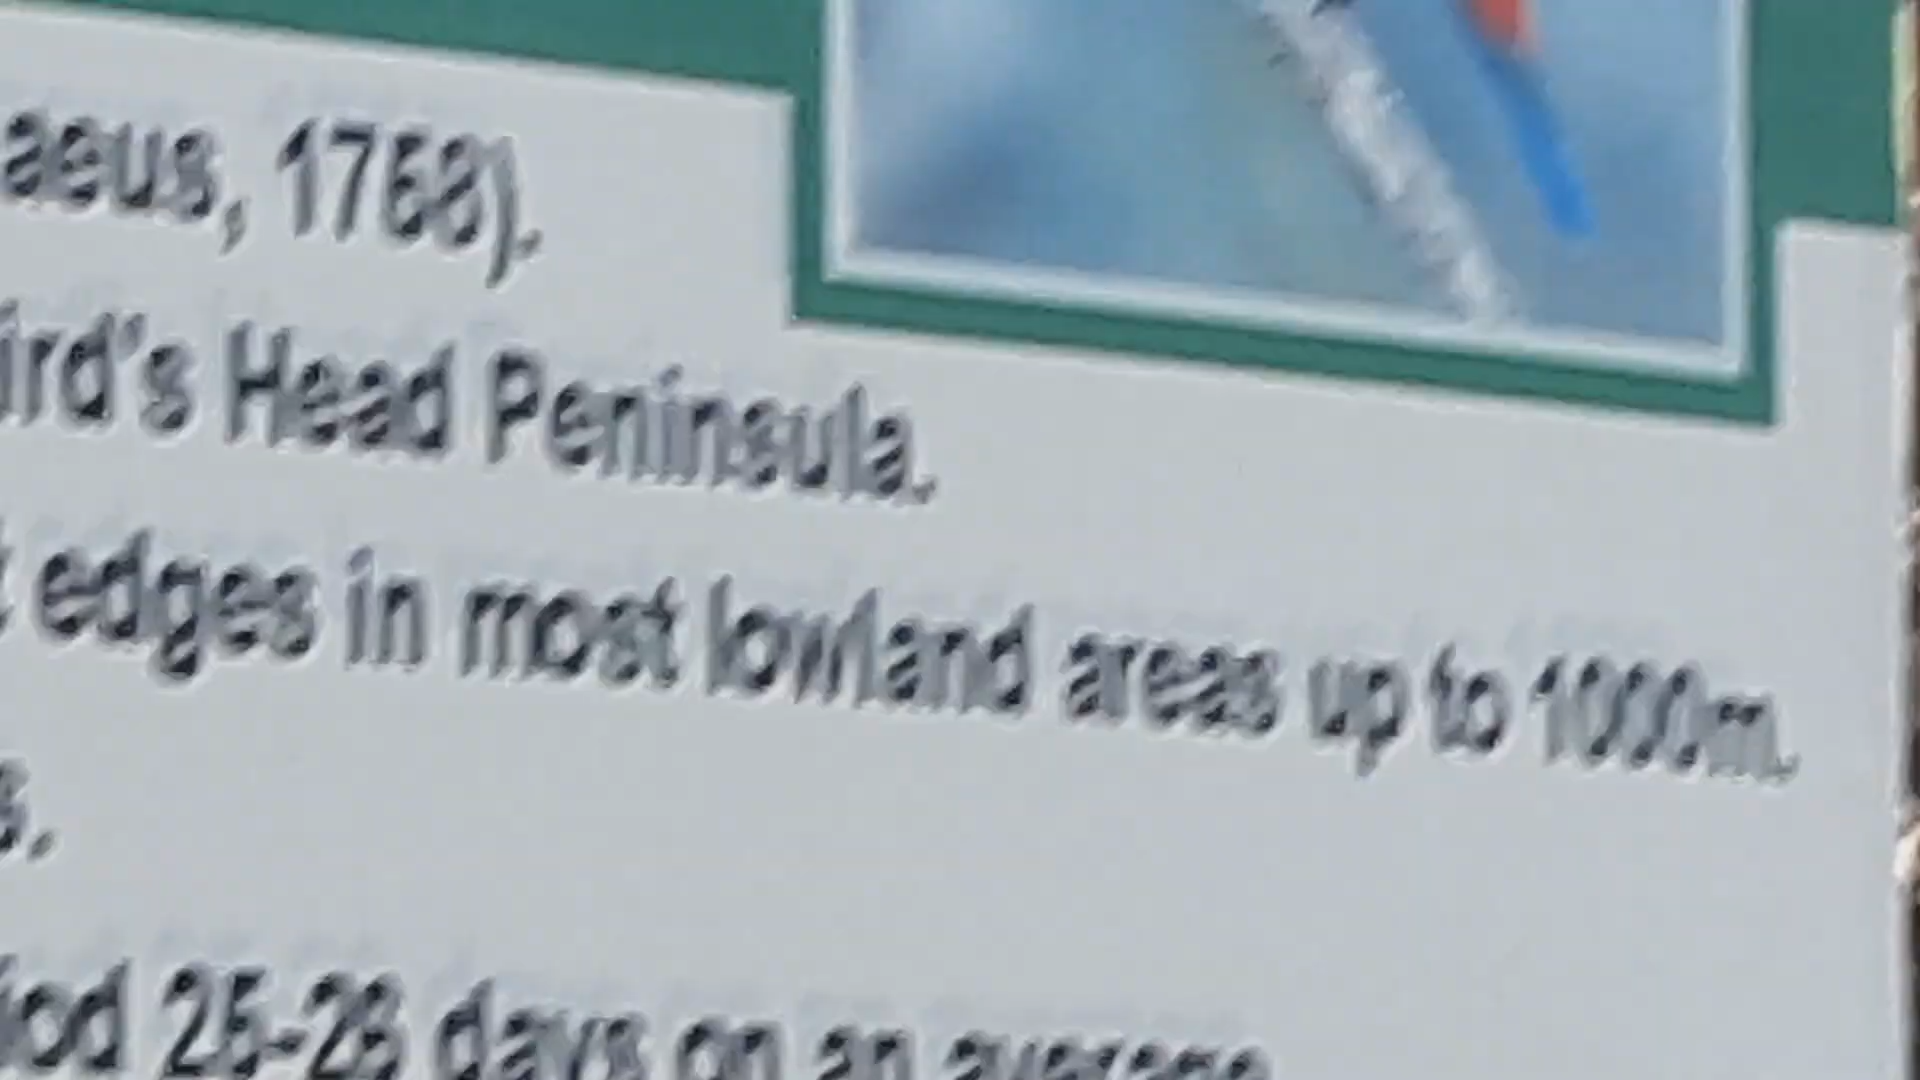 aeus, 1758).
ird's Head Peninsula.
edges in most lowland areas up to 1000m.
s.
iod 25-28 days on an average